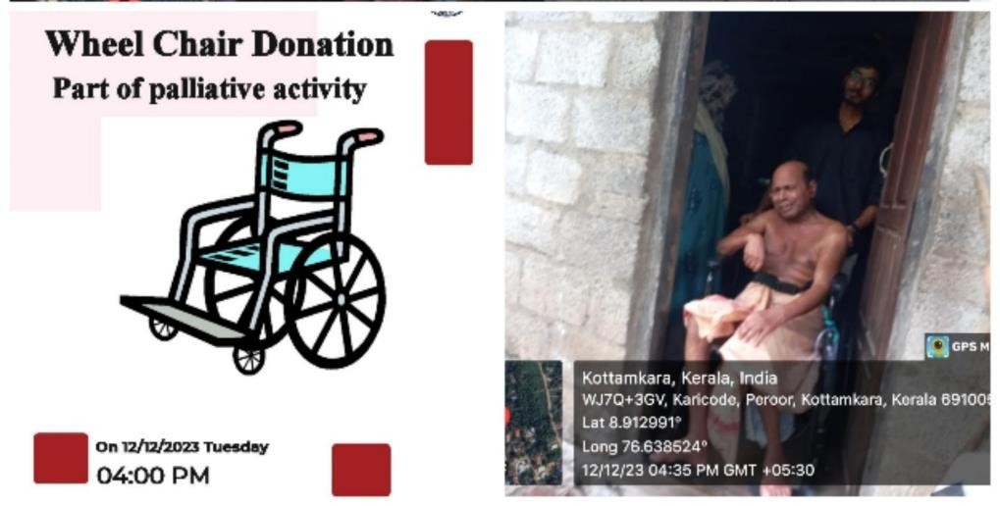 Wheel Chair Donation
Part of palliative activity
On 12/12/2023 Tuesday
04:00 PM
GPS M
Kottamkara, Kerala, India
WJ7Q+3GV, Karicode, Peroor, Kottamkara, Kerala 691005
Lat 8.912991°
Long 76.638524°
12/12/23 04:35 PM GMT +05:30